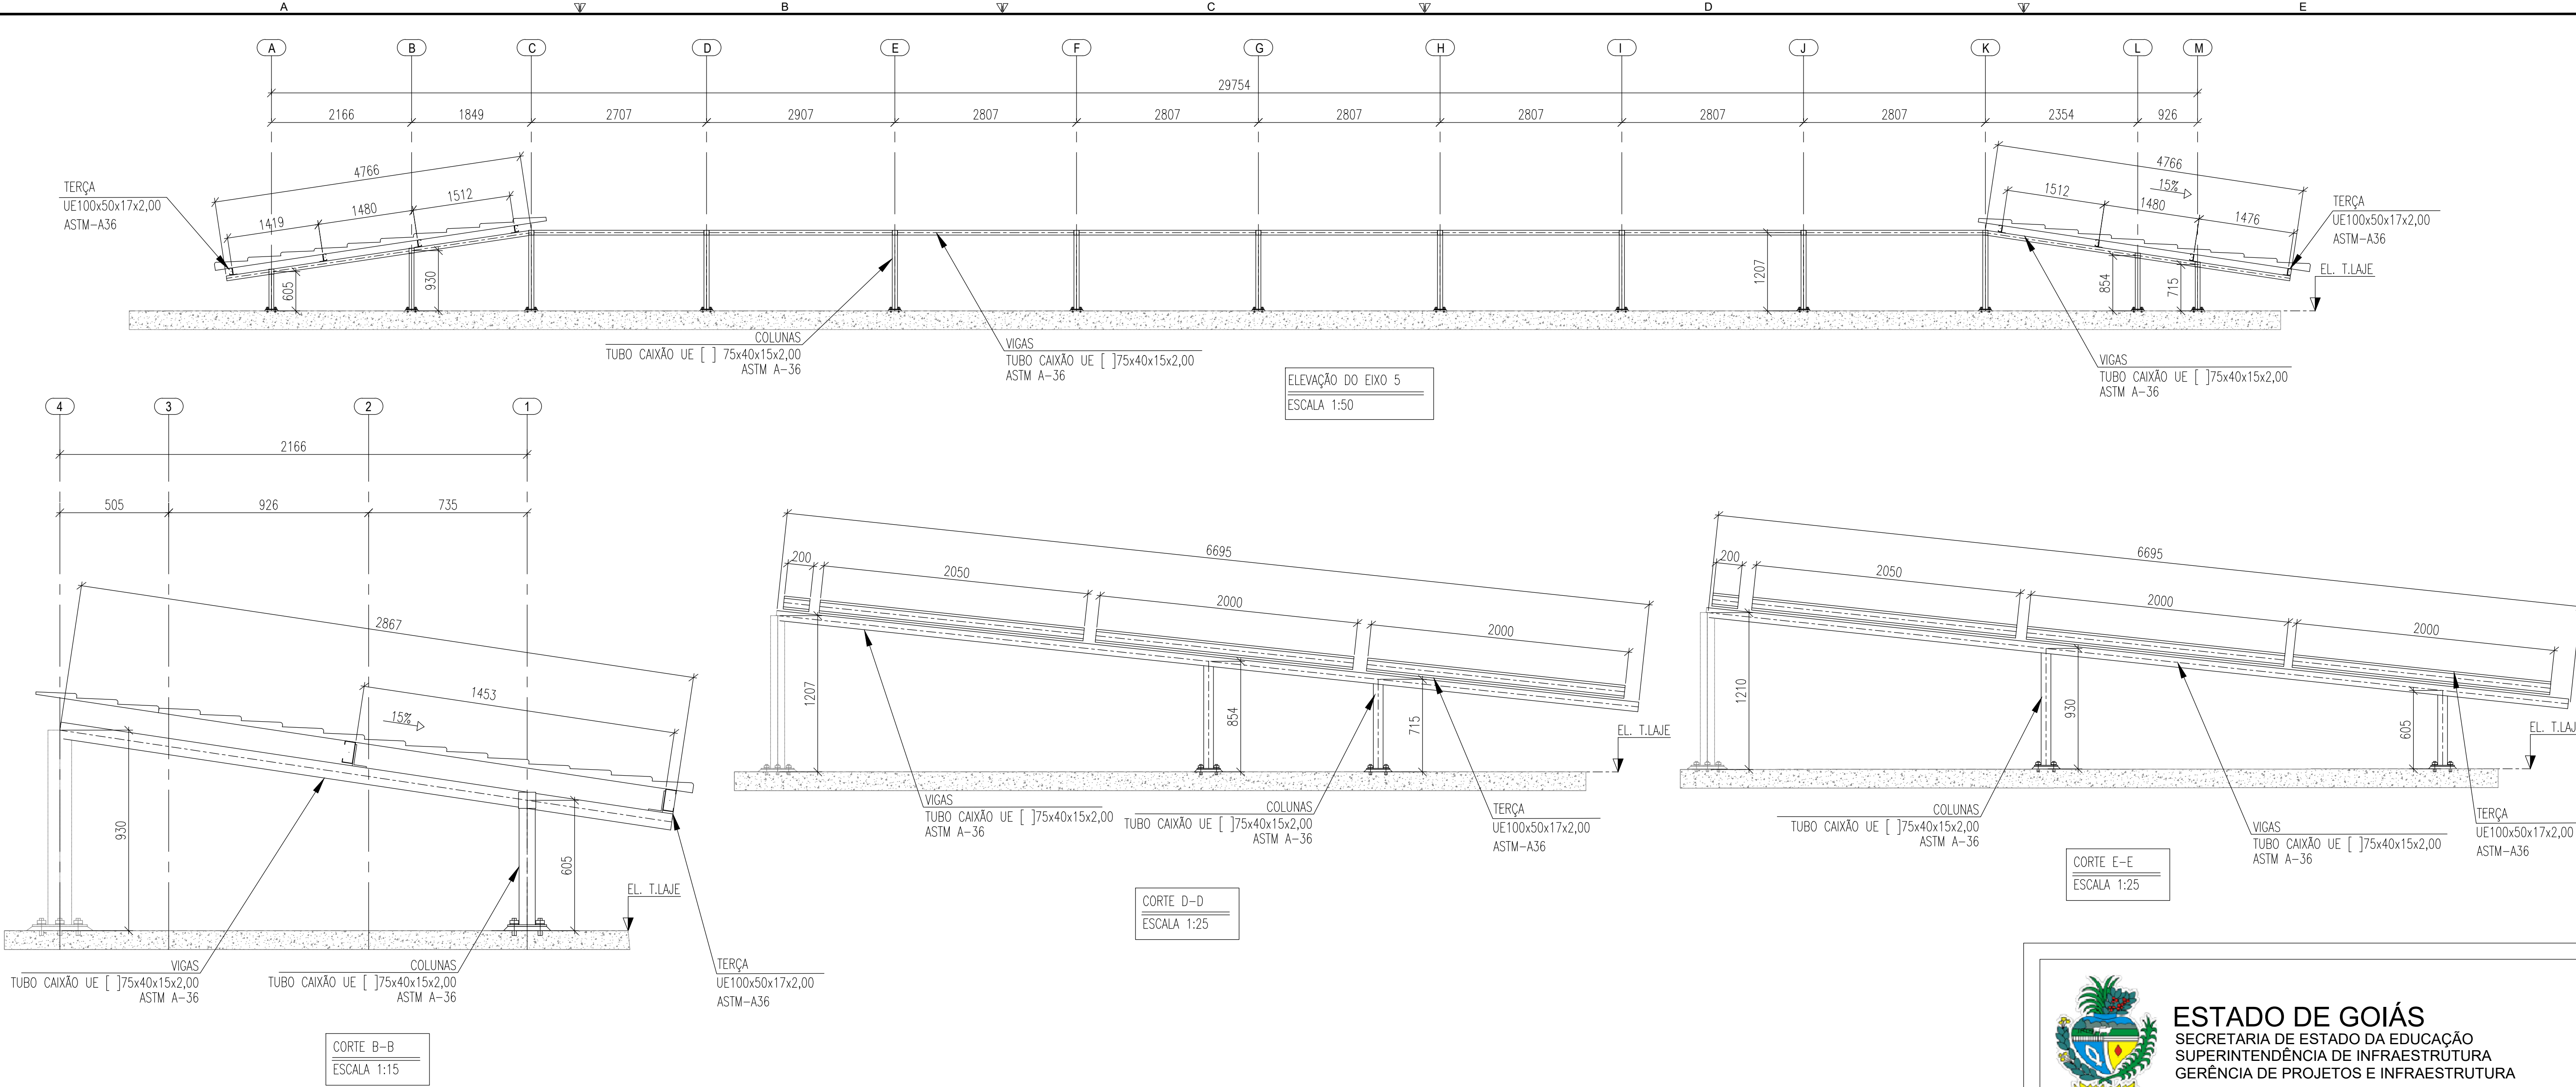 A B C D E
A B C D E F G H I J K L M
29754
2166 1849 2707 2907 2807 2807 2807 2807 2807 2807 2354 926
4766
1419 1480 1512
TERÇA
UE100x50x17x2,00
ASTM-A36
605
930
1207
4766
15%
1512 1480 1476
TERÇA
UE100x50x17x2,00
ASTM-A36
854
715
EL. T.LAJE
COLUNAS
TUBO CAIXÃO UE [ ] 75x40x15x2,00
ASTM A-36
VIGAS
TUBO CAIXÃO UE [ ]75x40x15x2,00
ASTM A-36
VIGAS
TUBO CAIXÃO UE [ ]75x40x15x2,00
ASTM A-36
ELEVAÇÃO DO EIXO 5
ESCALA 1:50
4 3 2 1
2166
505 926 735
2867
1453
15%
930
605
EL. T.LAJE
VIGAS
TUBO CAIXÃO UE [ ]75x40x15x2,00
ASTM A-36
COLUNAS
TUBO CAIXÃO UE [ ]75x40x15x2,00
ASTM A-36
TERÇA
UE100x50x17x2,00
ASTM-A36
CORTE B-B
ESCALA 1:15
6695
200 2050 2000 2000
1207
854
715
EL. T.LAJE
VIGAS
TUBO CAIXÃO UE [ ]75x40x15x2,00
ASTM A-36
COLUNAS
TUBO CAIXÃO UE [ ]75x40x15x2,00
ASTM A-36
TERÇA
UE100x50x17x2,00
ASTM-A36
CORTE D-D
ESCALA 1:25
6695
200 2050 2000 2000
1210
930
605
EL. T.LAJ
COLUNAS
TUBO CAIXÃO UE [ ]75x40x15x2,00
ASTM A-36
VIGAS
TUBO CAIXÃO UE [ ]75x40x15x2,00
ASTM A-36
TERÇA
UE100x50x17x2,00
ASTM-A36
CORTE E-E
ESCALA 1:25
ESTADO DE GOIÁS
SECRETARIA DE ESTADO DA EDUCAÇÃO
SUPERINTENDÊNCIA DE INFRAESTRUTURA
GERÊNCIA DE PROJETOS E INFRAESTRUTURA